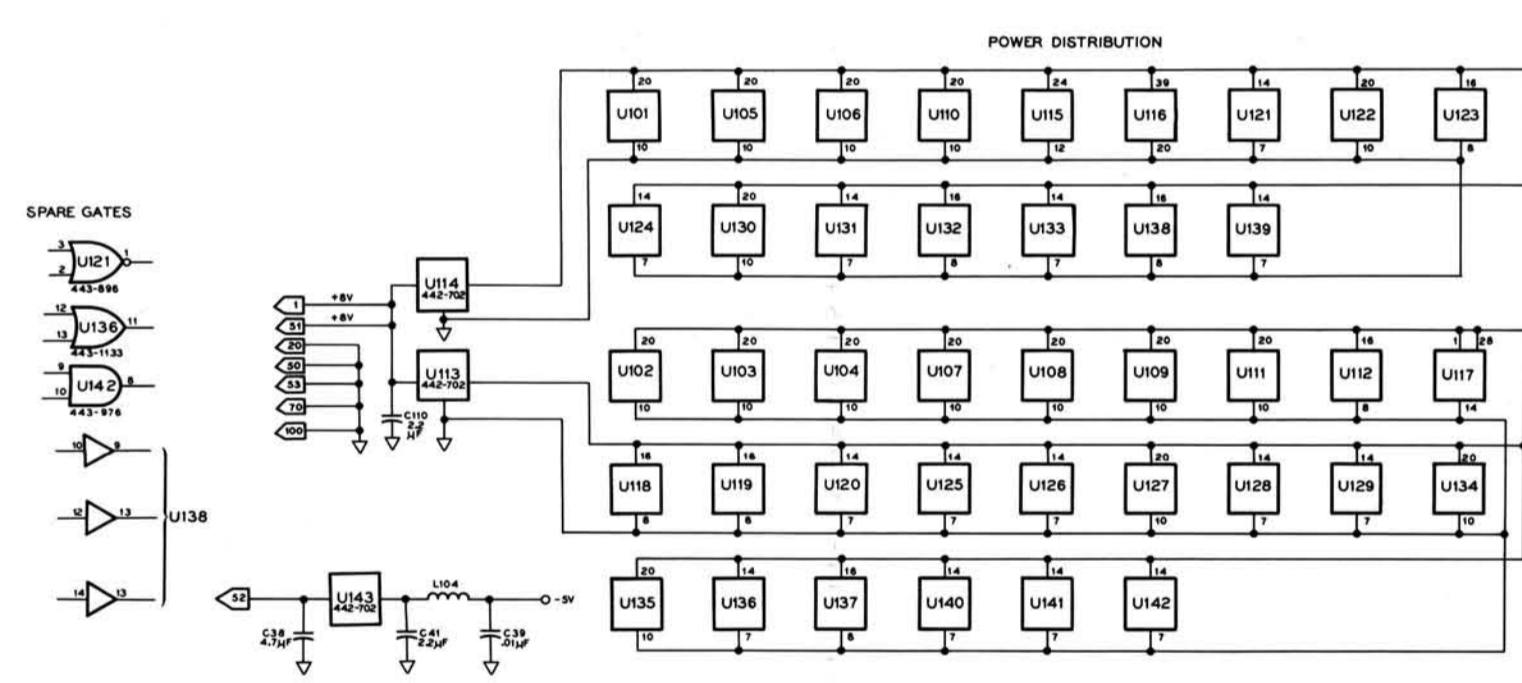 POWER DISTRIBUTION
20 20 20 20 24 39 14 20 16
U101 U105 U106 U110 U115 U116 U121 U122 U123
10 10 10 10 12 20 7 10 8
14 20 14 16 14 16 14
U124 U130 U131 U132 U133 U138 U139
7 10 7 8 7 8 7
20 20 20 20 20 20 20 16 1 28
U102 U103 U104 U107 U108 U109 U111 U112 U117
10 10 10 10 10 10 10 8 14
16 16 14 14 14 20 14 14 20
U118 U119 U120 U125 U126 U127 U128 U129 U134
8 8 7 7 7 10 7 7 10
20 14 16 14 14 14
U135 U136 U137 U140 U141 U142
10 7 8 7 7 7
SPARE GATES
3
2
U121
1
443-896
12
13
U136
11
443-1133
9
10
U142
8
443-976
10 9
12 13
14 13
U138
1 +8V
51 +8V
20
50
53
70
100
U114
442-702
U113
442-702
C110
2.2
µF
52
U143
442-702
L104
-5V
C38
4.7µF
C41
2.2µF
C39
.01µF